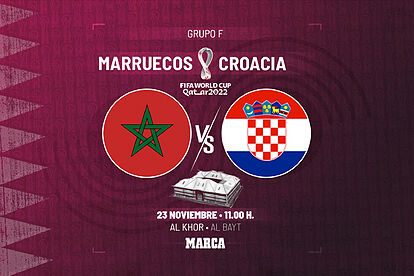 GRUPO F
MARRUECOS CROACIA
FIFA WORLD CUP
Qatar2022
VS
23 NOVIEMBRE • 11.00 H.
AL KHOR • AL BAYT
MARCA